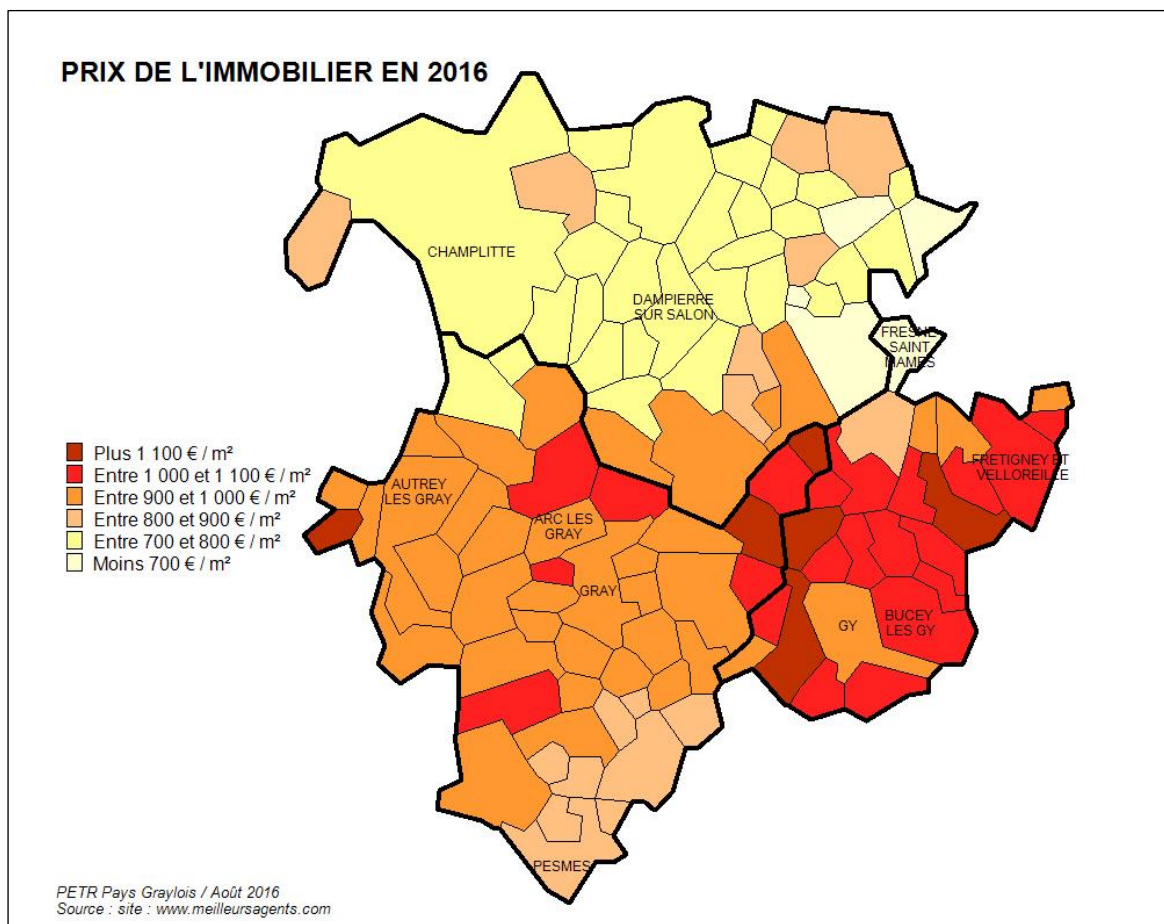 PRIX DE L'IMMOBILIER EN 2016
CHAMPLITTE
DAMPIERRE
SUR SALON
FRESNE
SAINT
MAMES
Plus 1 100 € / m²
Entre 1 000 et 1 100 € / m²
Entre 900 et 1 000 € / m²
Entre 800 et 900 € / m²
Entre 700 et 800 € / m²
Moins 700 € / m²
AUTREY
LES GRAY
FRETIGNEY ET
VELLOREILLE
ARC LES
GRAY
GRAY
GY
BUCEY
LES GY
PESMES
PETR Pays Graylois / Août 2016
Source : site : www.meilleursagents.com